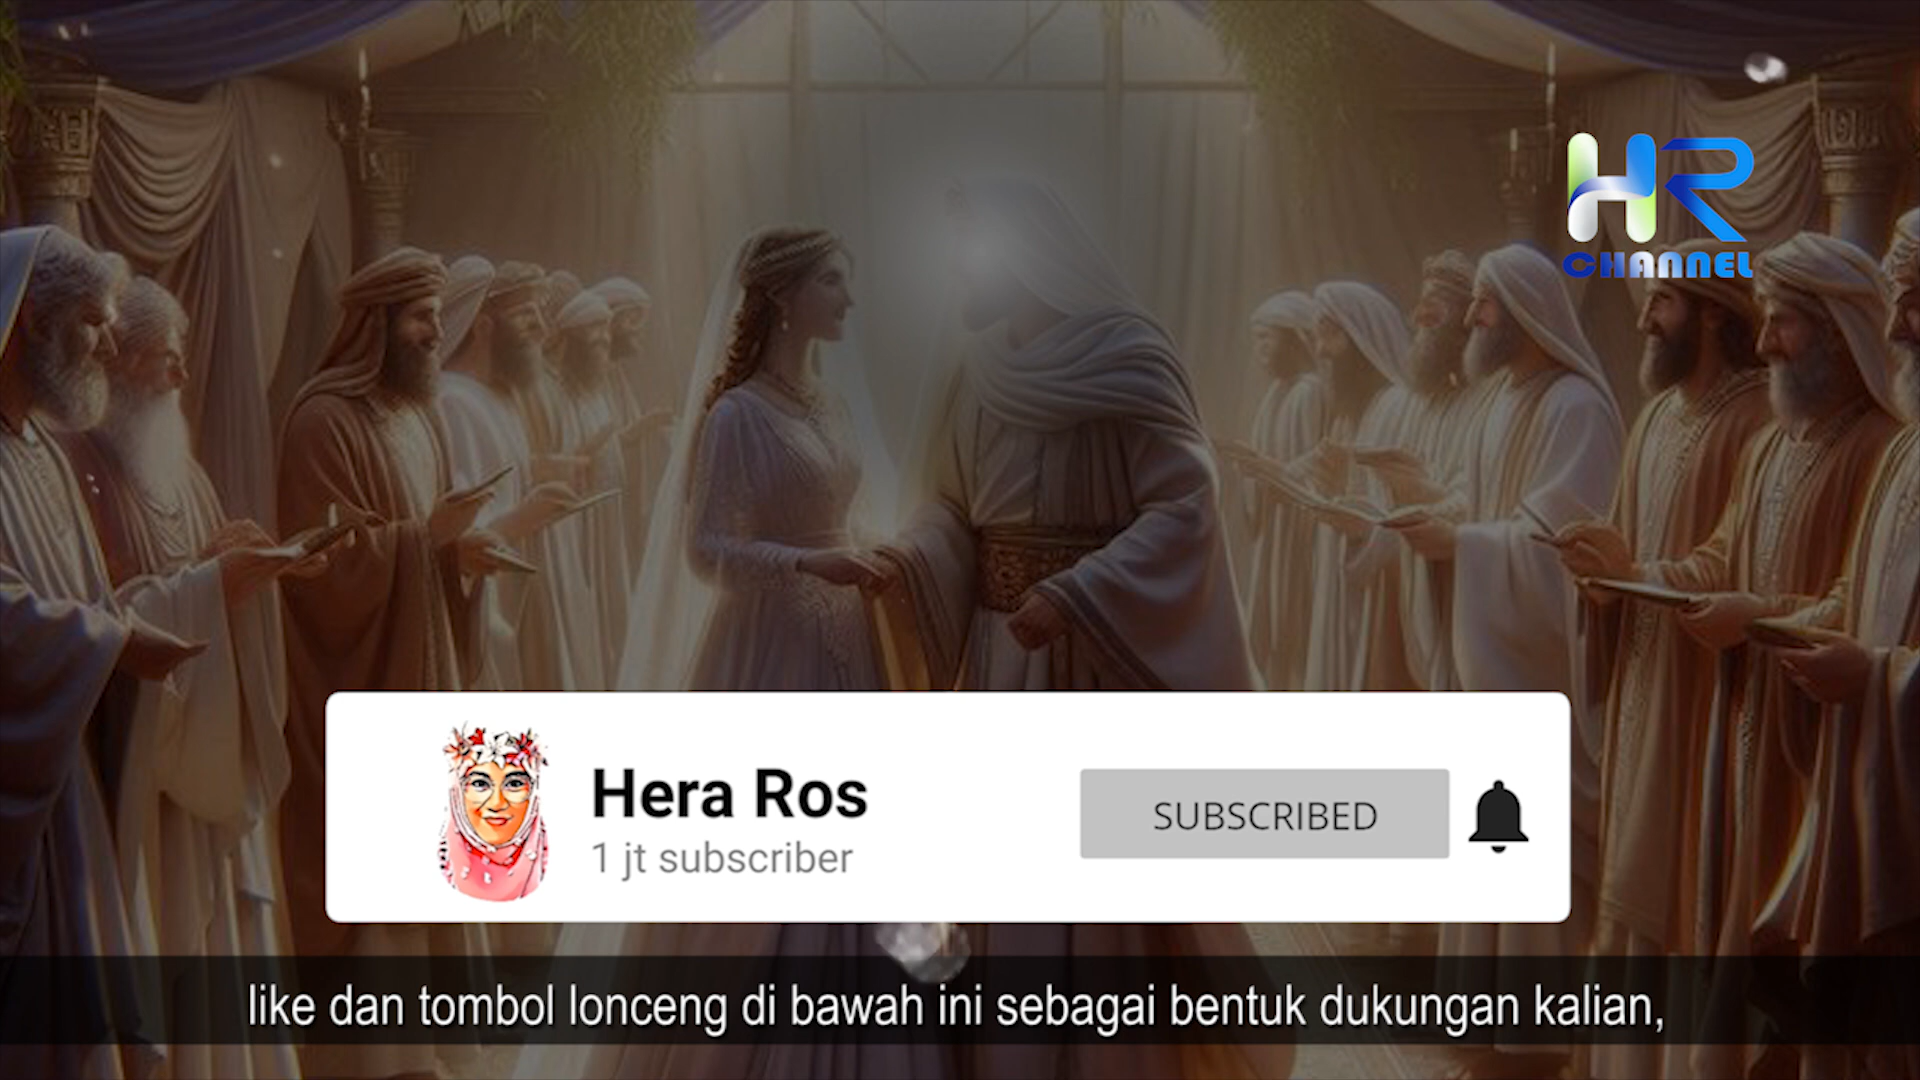 HR
CHANNEL
Hera Ros
1 jt subscriber
SUBSCRIBED
like dan tombol lonceng di bawah ini sebagai bentuk dukungan kalian,